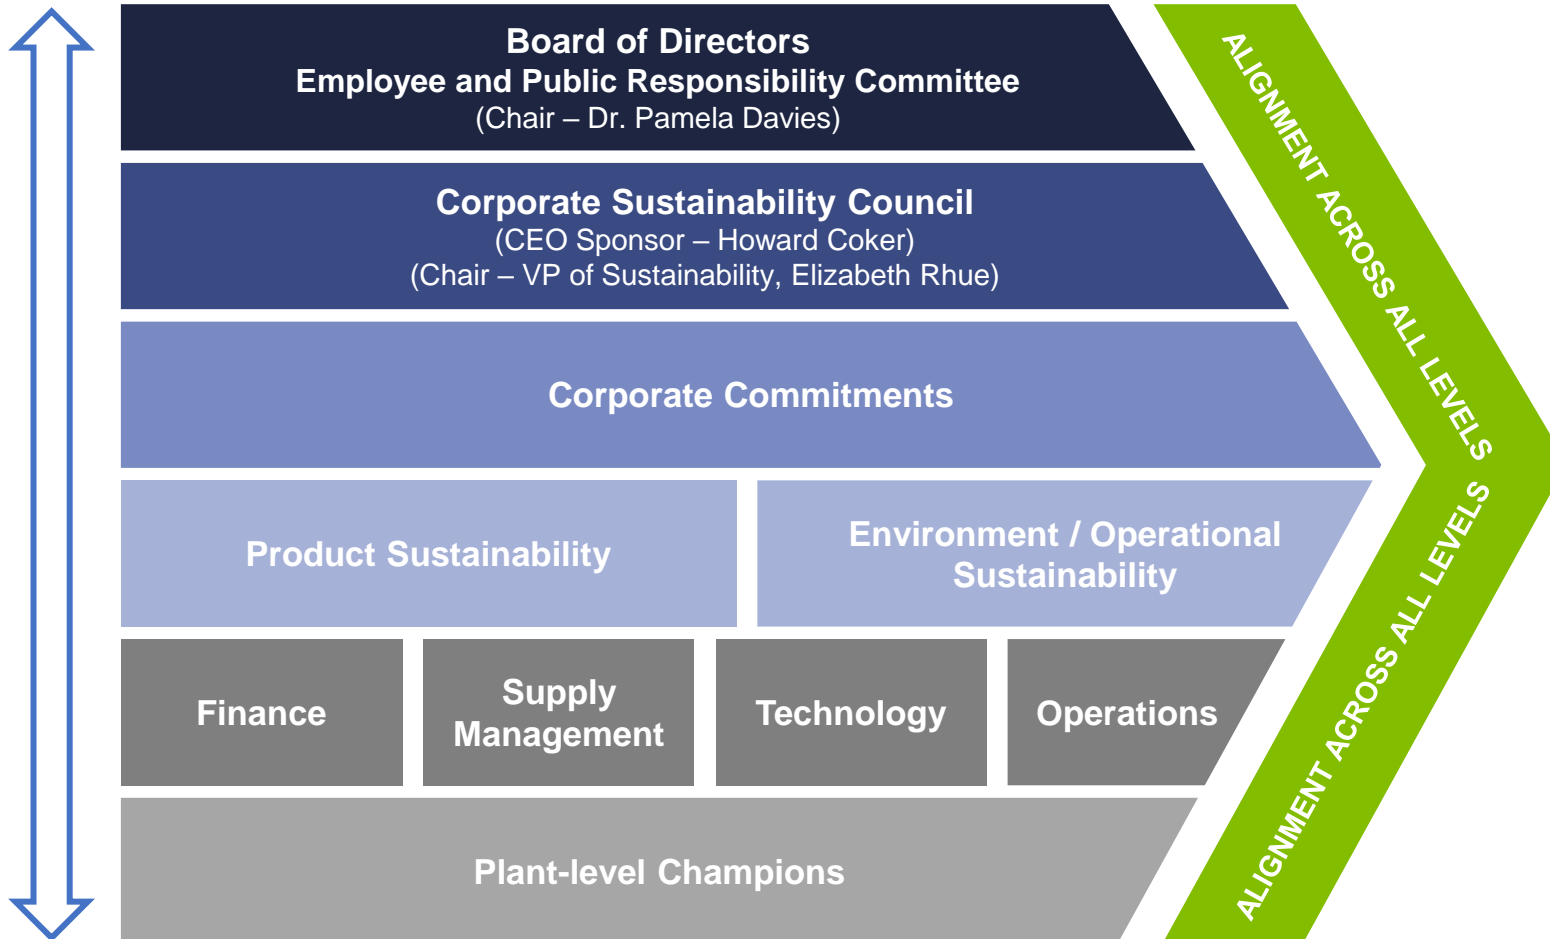 Board of Directors
Employee and Public Responsibility Committee
(Chair – Dr. Pamela Davies)
Corporate Sustainability Council
(CEO Sponsor – Howard Coker)
(Chair – VP of Sustainability, Elizabeth Rhue)
Corporate Commitments
Product Sustainability
Environment / Operational
Sustainability
Finance
Supply
Management
Technology
Operations
Plant-level Champions
ALIGNMENT ACROSS ALL LEVELS
ALIGNMENT ACROSS ALL LEVELS